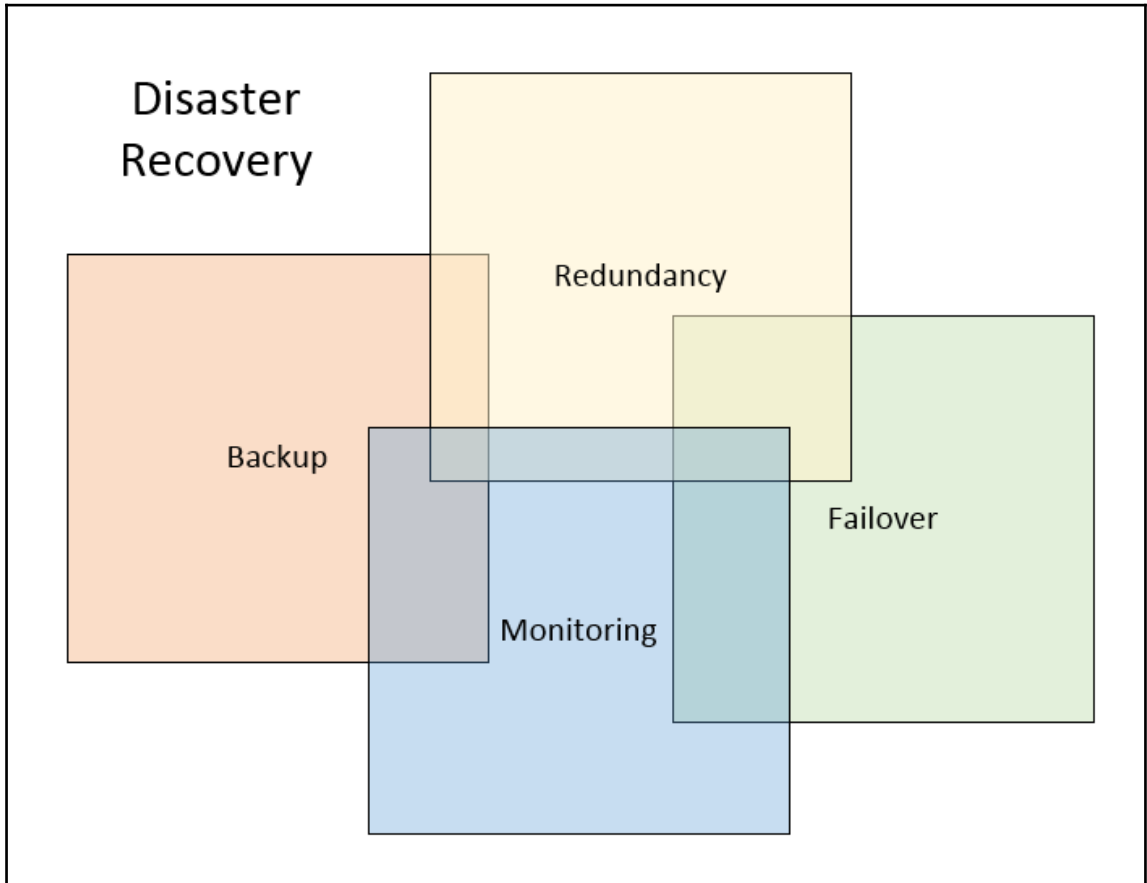 Disaster
Recovery
Redundancy
Backup
Failover
Monitoring